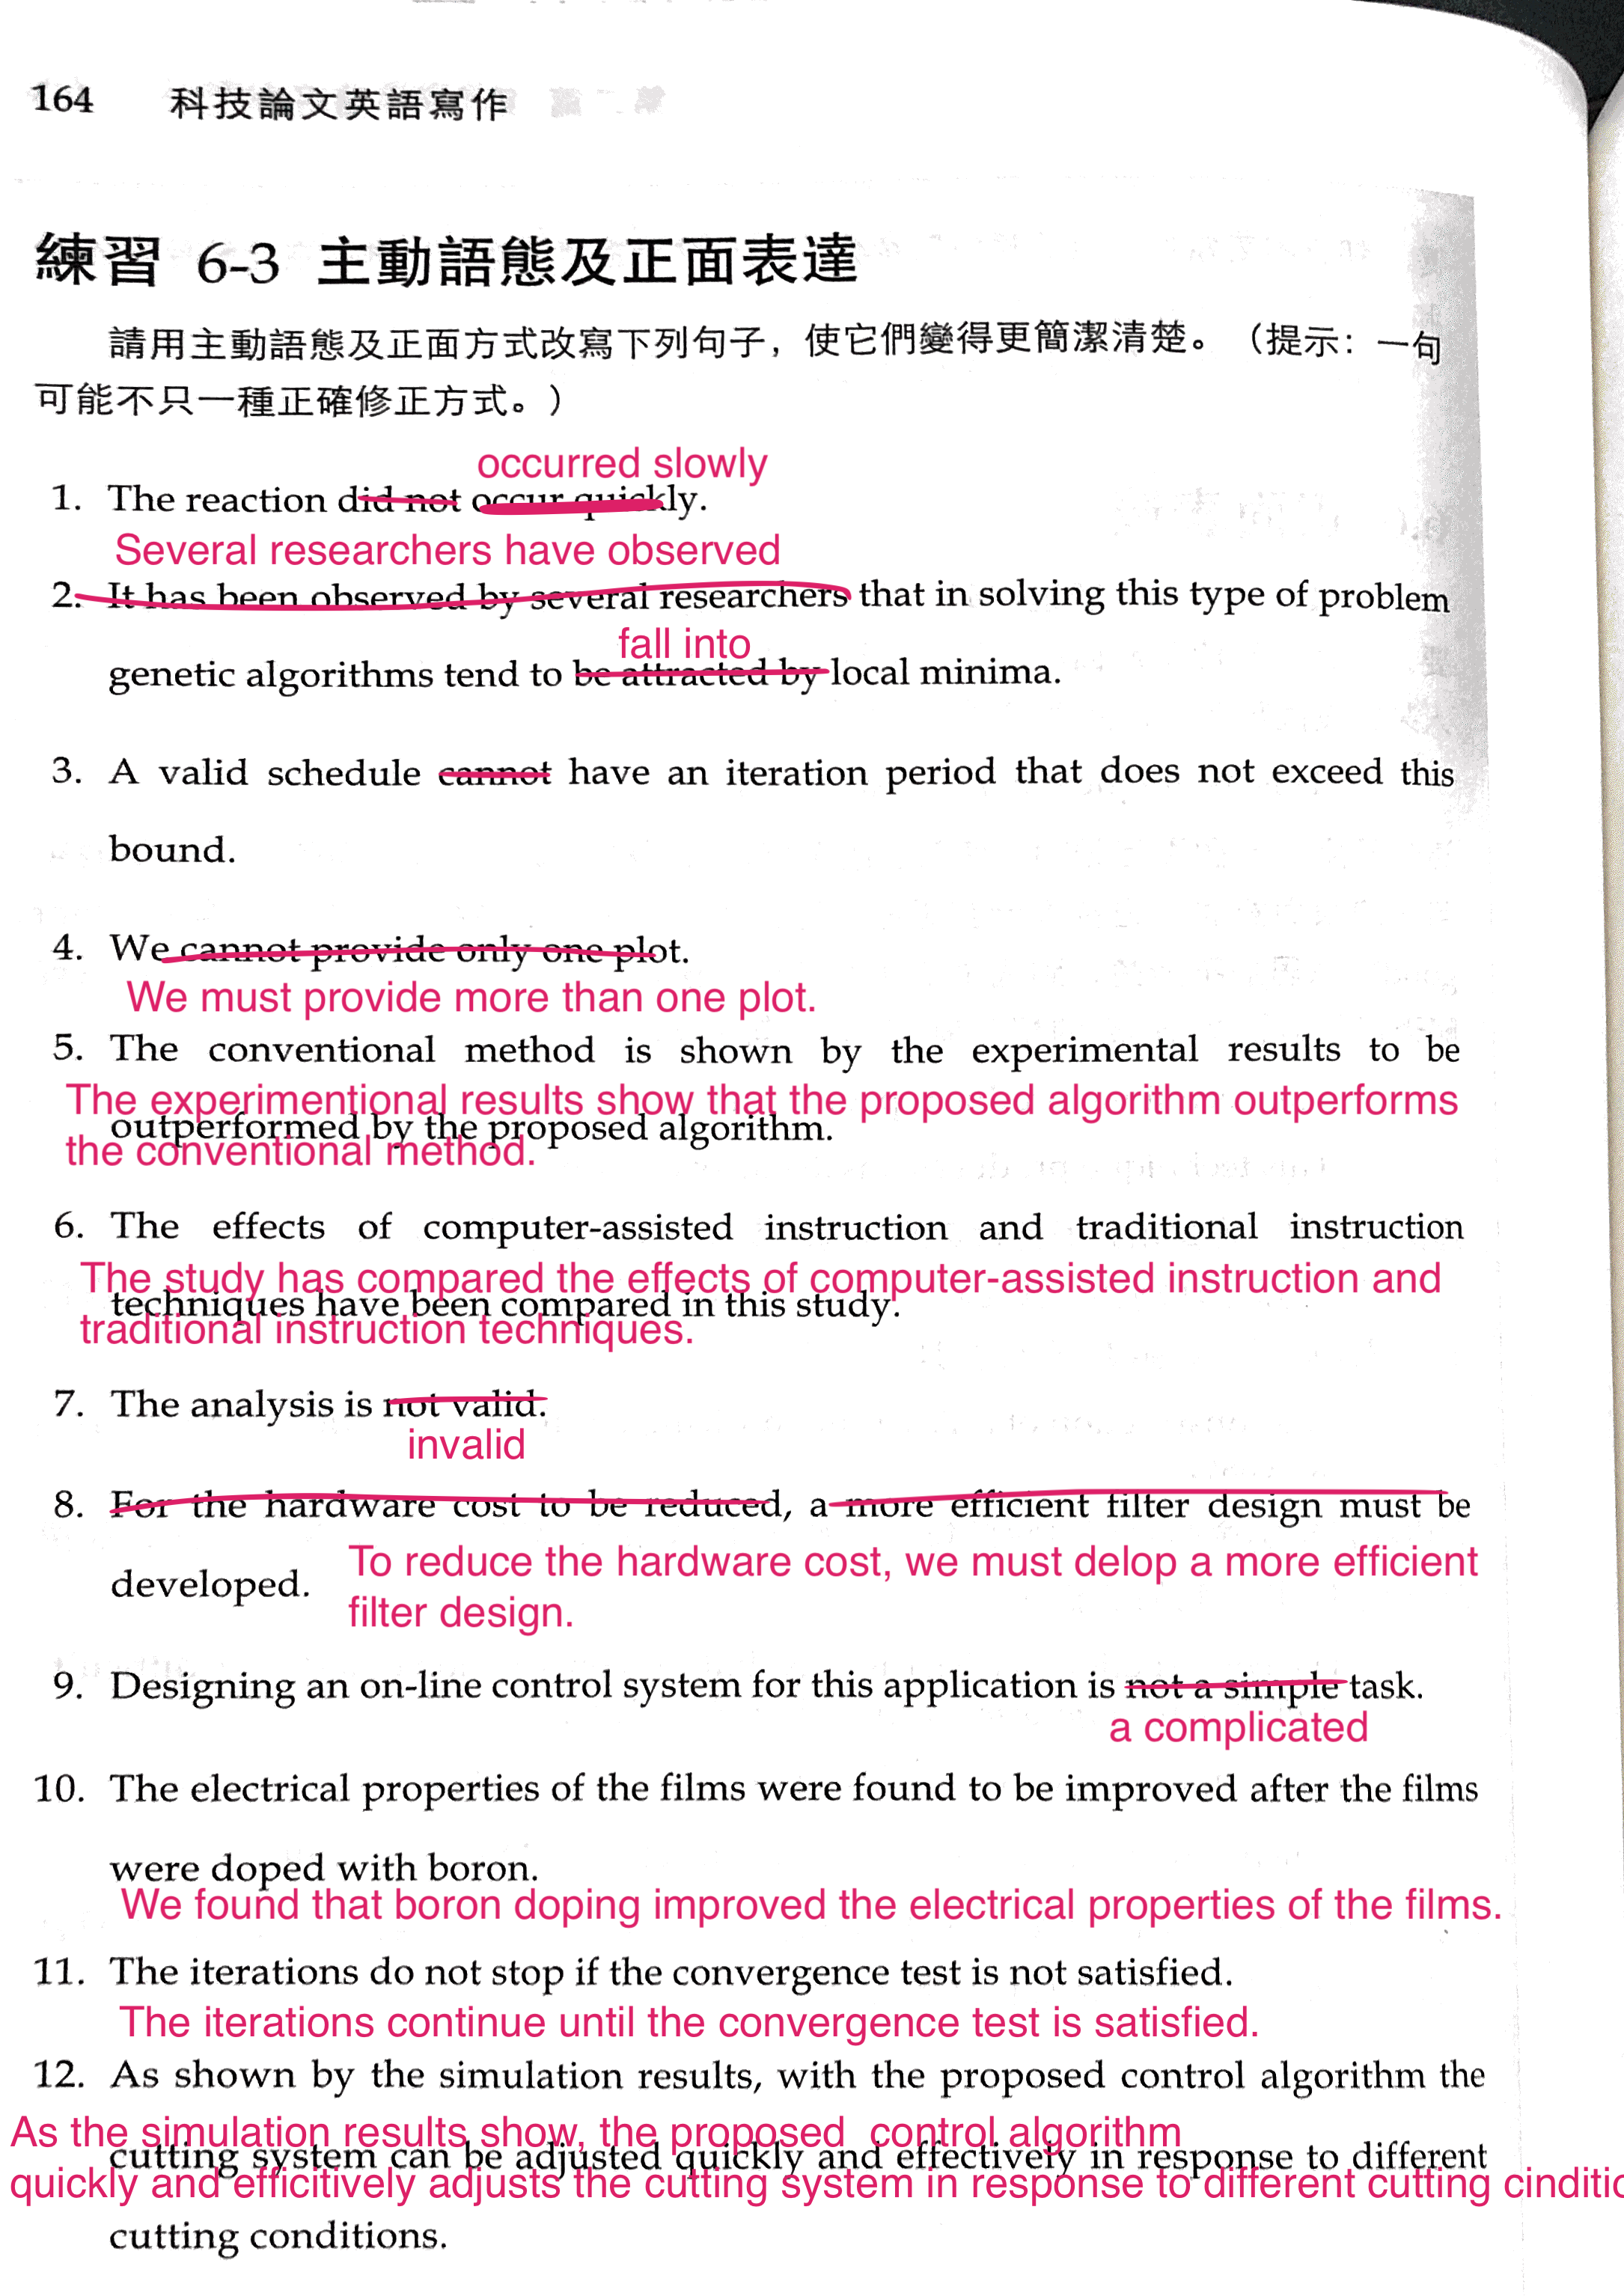 164 科技論文英語寫作
練習 6-3 主動語態及正面表達
請用主動語態及正面方式改寫下列句子，使它們變得更簡潔清楚。（提示：一句
可能不只一種正確修正方式。）
occurred slowly
1. The reaction did not occur quickly.
Several researchers have observed
2. It has been observed by several researchers that in solving this type of problem
fall into
genetic algorithms tend to be attracted by local minima.
3. A valid schedule cannot have an iteration period that does not exceed this
bound.
4. We cannot provide only one plot.
We must provide more than one plot.
5. The conventional method is shown by the experimental results to be
The experimentional results show that the proposed algorithm outperforms
outperformed by the proposed algorithm.
the conventional method.
6. The effects of computer-assisted instruction and traditional instruction
The study has compared the effects of computer-assisted instruction and
techniques have been compared in this study.
traditional instruction techniques.
7. The analysis is not valid.
invalid
8. For the hardware cost to be reduced, a more efficient filter design must be
To reduce the hardware cost, we must delop a more efficient
developed.
filter design.
9. Designing an on-line control system for this application is not a simple task.
a complicated
10. The electrical properties of the films were found to be improved after the films
were doped with boron.
We found that boron doping improved the electrical properties of the films.
11. The iterations do not stop if the convergence test is not satisfied.
The iterations continue until the convergence test is satisfied.
12. As shown by the simulation results, with the proposed control algorithm the
As the simulation results show, the proposed control algorithm
cutting system can be adjusted quickly and effectively in response to different
quickly and efficitively adjusts the cutting system in response to different cutting cinditic
cutting conditions.